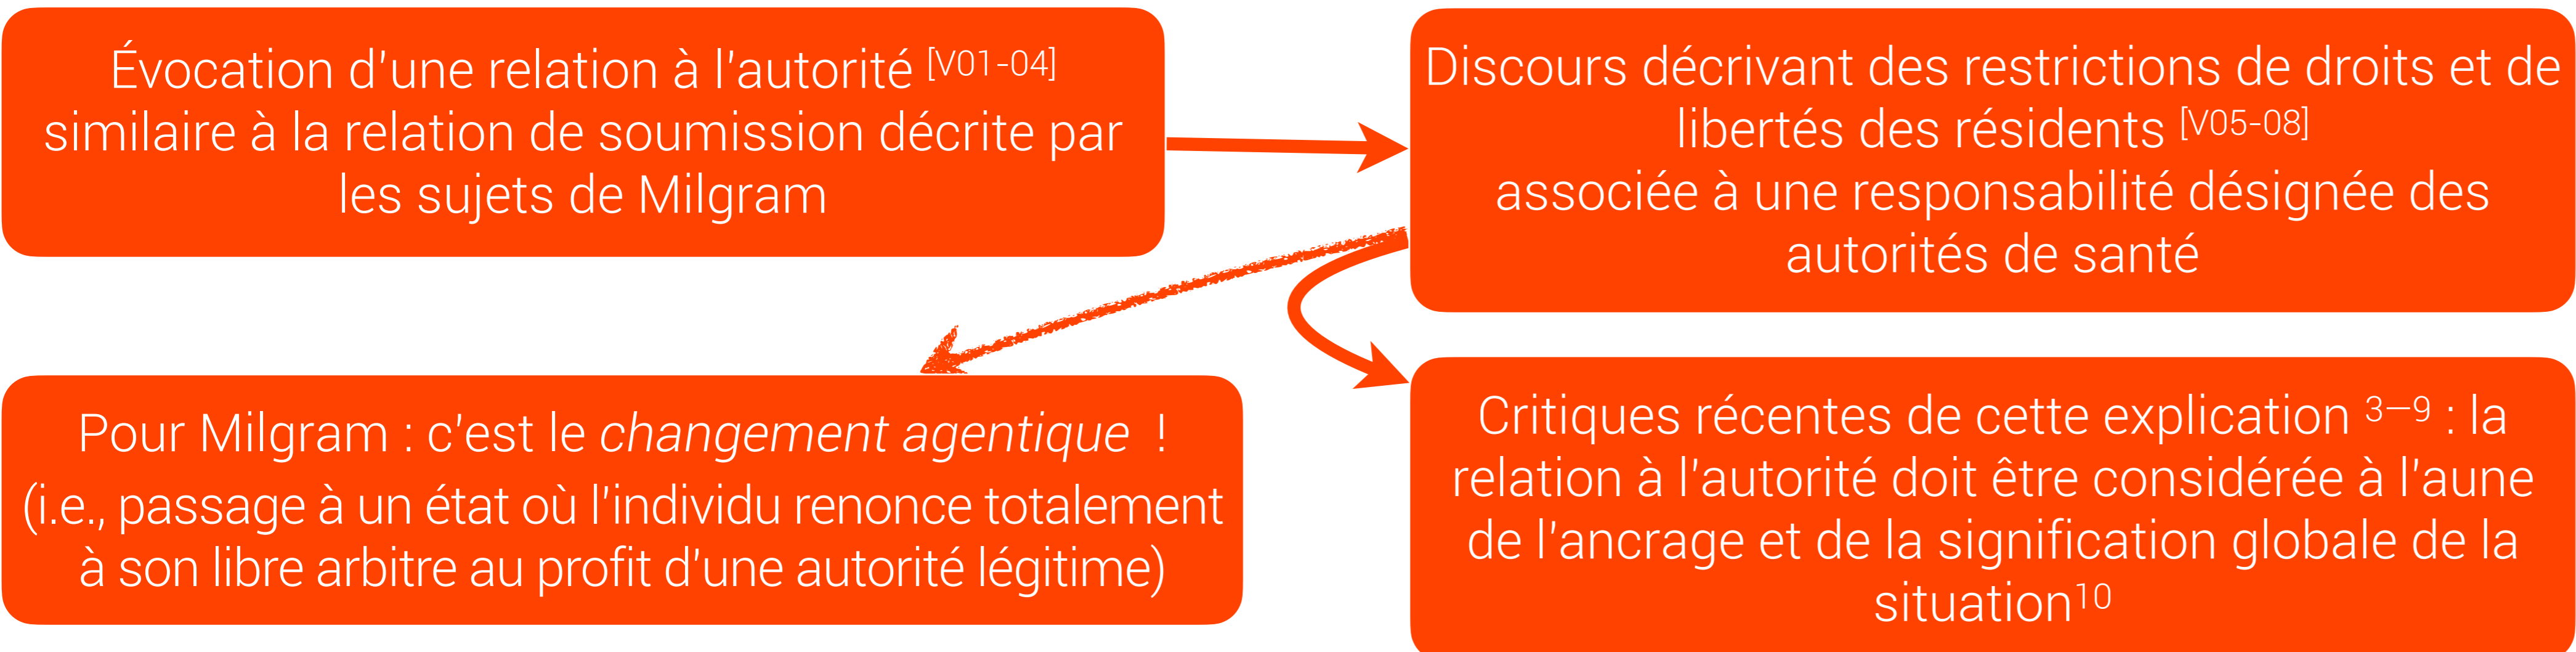 Évocation d'une relation à l'autorité [V01-04]
similaire à la relation de soumission décrite par
les sujets de Milgram
Discours décrivant des restrictions de droits et de
libertés des résidents [V05-08]
associée à une responsabilité désignée des
autorités de santé
Pour Milgram : c'est le changement agentique !
(i.e., passage à un état où l'individu renonce totalement
à son libre arbitre au profit d'une autorité légitime)
Critiques récentes de cette explication 3–9 : la
relation à l'autorité doit être considérée à l'aune
de l'ancrage et de la signification globale de la
situation10